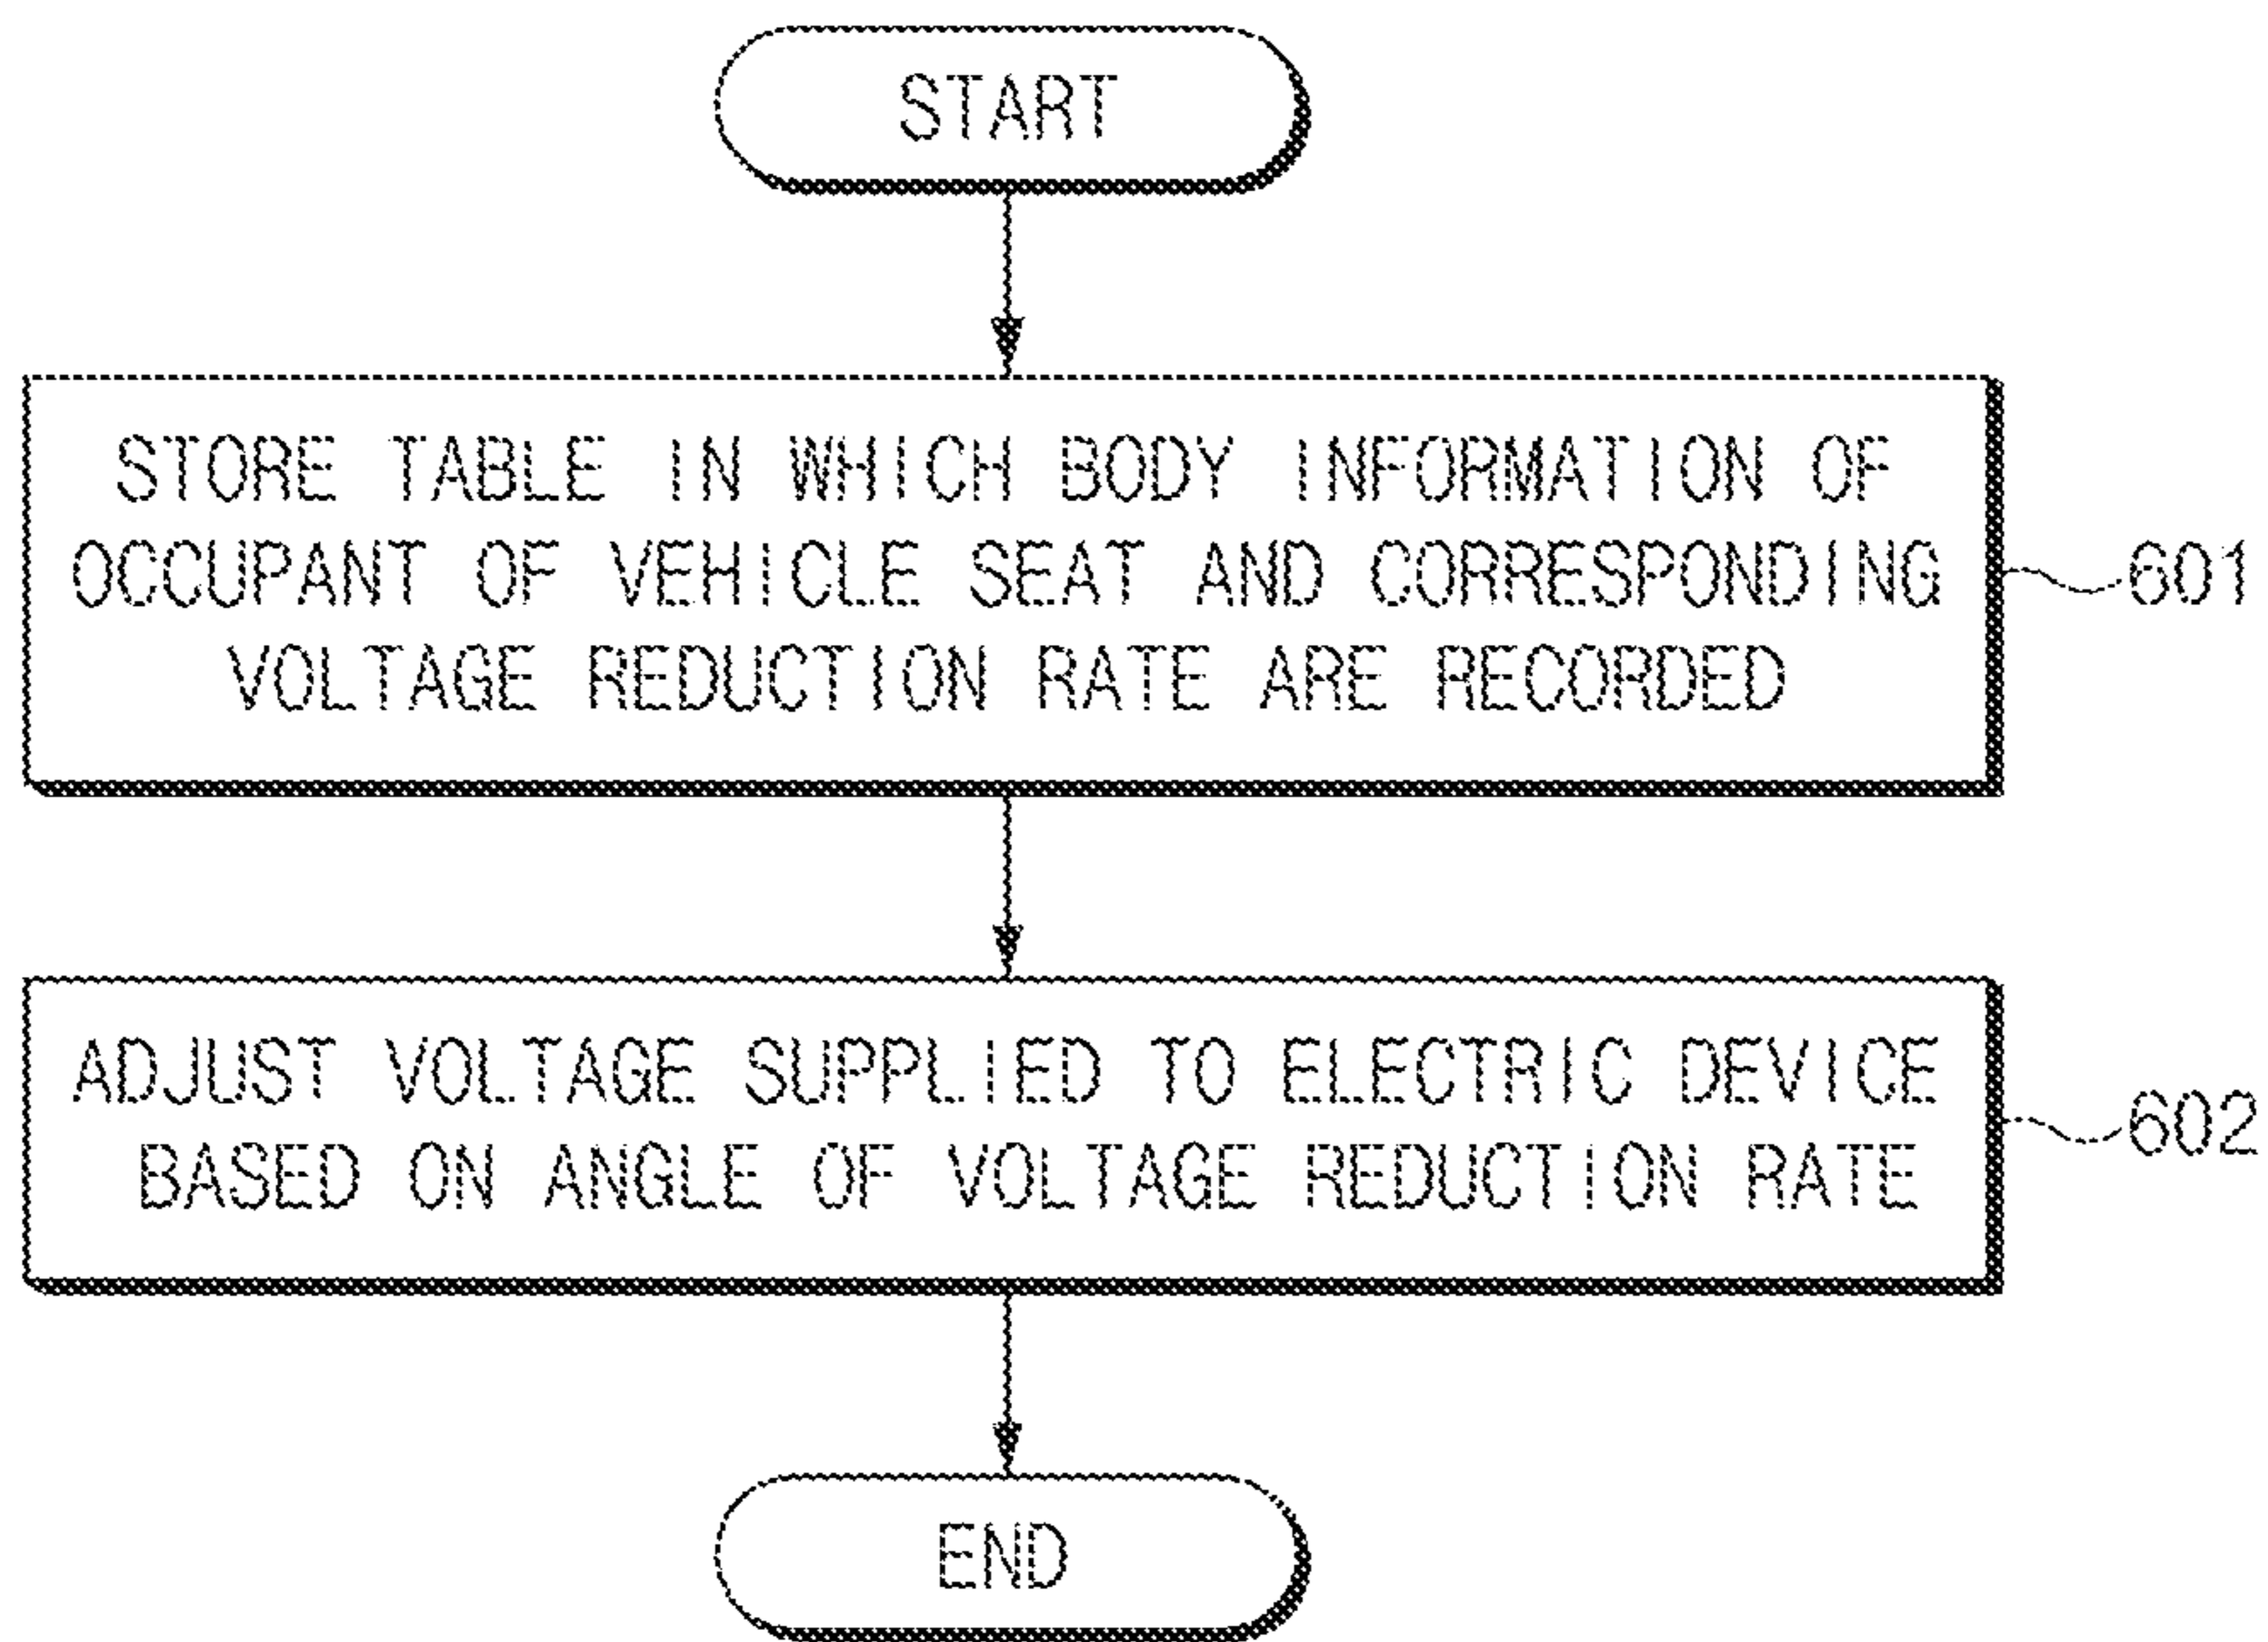 START
STORE TABLE IN WHICH BODY INFORMATION OF
OCCUPANT OF VEHICLE SEAT AND CORRESPONDING
VOLTAGE REDUCTION RATE ARE RECORDED
601
ADJUST VOLTAGE SUPPLIED TO ELECTRIC DEVICE
BASED ON ANGLE OF VOLTAGE REDUCTION RATE
602
END